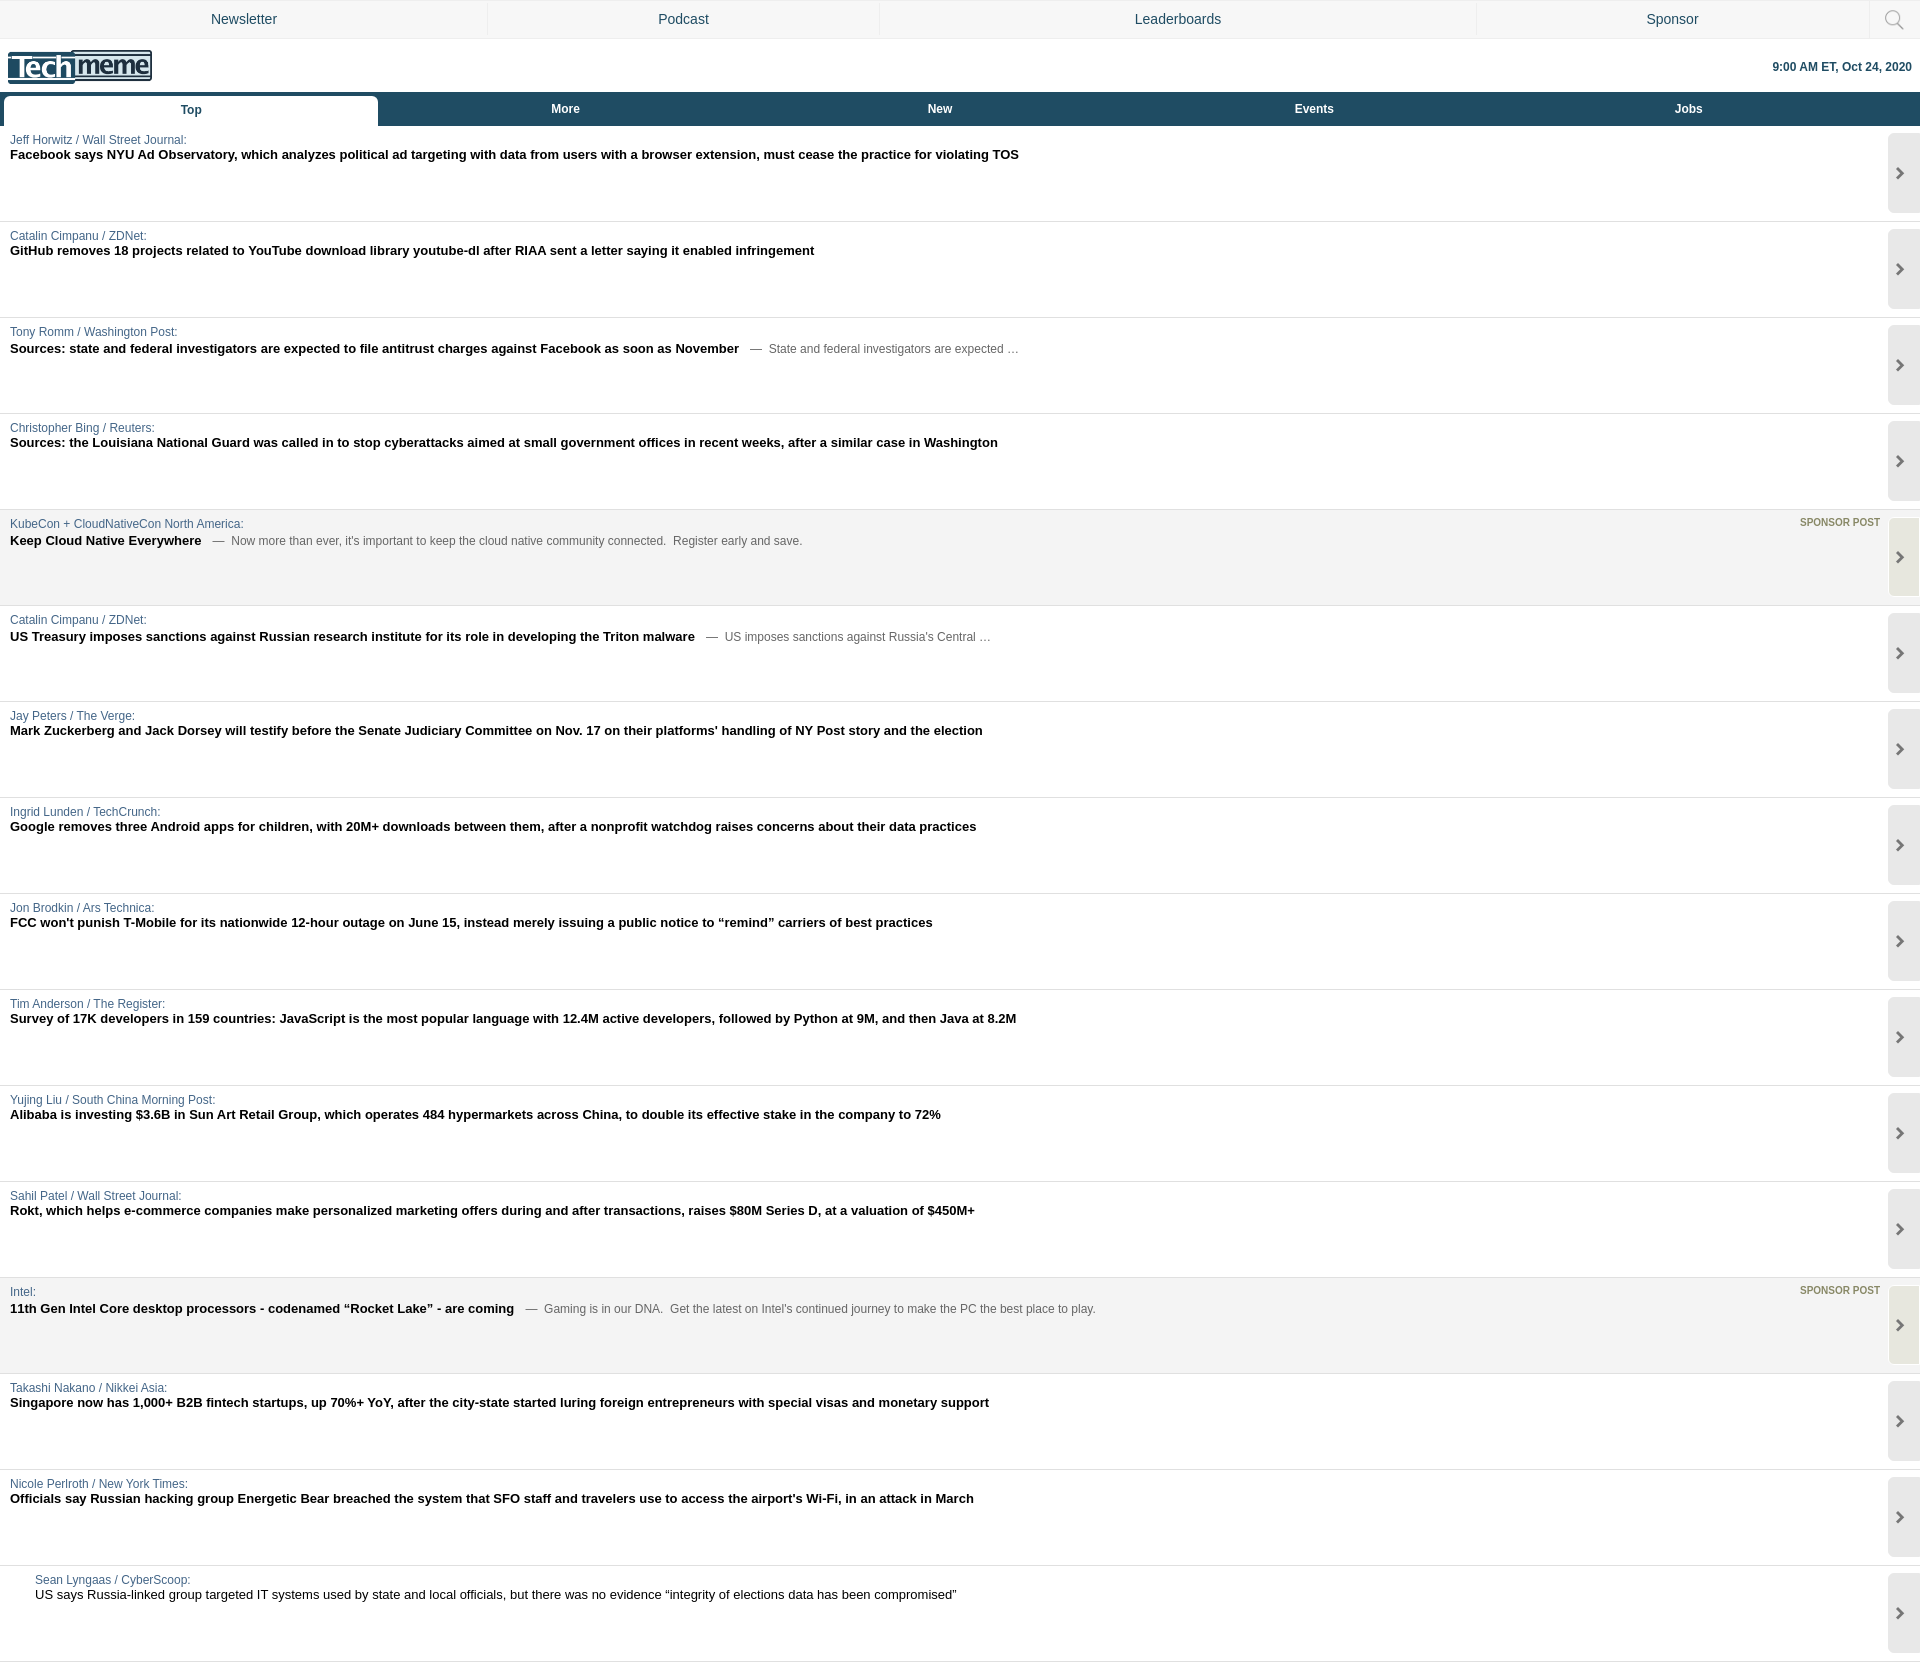 Newsletter
Podcast
Leaderboards
Sponsor
Techmeme
9:00 AM ET, Oct 24, 2020
Top
More
New
Events
Jobs
Jeff Horwitz / Wall Street Journal:
Facebook says NYU Ad Observatory, which analyzes political ad targeting with data from users with a browser extension, must cease the practice for violating TOS
Catalin Cimpanu / ZDNet:
GitHub removes 18 projects related to YouTube download library youtube-dl after RIAA sent a letter saying it enabled infringement
Tony Romm / Washington Post:
Sources: state and federal investigators are expected to file antitrust charges against Facebook as soon as November — State and federal investigators are expected …
Christopher Bing / Reuters:
Sources: the Louisiana National Guard was called in to stop cyberattacks aimed at small government offices in recent weeks, after a similar case in Washington
KubeCon + CloudNativeCon North America:
SPONSOR POST
Keep Cloud Native Everywhere — Now more than ever, it's important to keep the cloud native community connected. Register early and save.
Catalin Cimpanu / ZDNet:
US Treasury imposes sanctions against Russian research institute for its role in developing the Triton malware — US imposes sanctions against Russia's Central …
Jay Peters / The Verge:
Mark Zuckerberg and Jack Dorsey will testify before the Senate Judiciary Committee on Nov. 17 on their platforms' handling of NY Post story and the election
Ingrid Lunden / TechCrunch:
Google removes three Android apps for children, with 20M+ downloads between them, after a nonprofit watchdog raises concerns about their data practices
Jon Brodkin / Ars Technica:
FCC won't punish T-Mobile for its nationwide 12-hour outage on June 15, instead merely issuing a public notice to “remind” carriers of best practices
Tim Anderson / The Register:
Survey of 17K developers in 159 countries: JavaScript is the most popular language with 12.4M active developers, followed by Python at 9M, and then Java at 8.2M
Yujing Liu / South China Morning Post:
Alibaba is investing $3.6B in Sun Art Retail Group, which operates 484 hypermarkets across China, to double its effective stake in the company to 72%
Sahil Patel / Wall Street Journal:
Rokt, which helps e-commerce companies make personalized marketing offers during and after transactions, raises $80M Series D, at a valuation of $450M+
Intel:
SPONSOR POST
11th Gen Intel Core desktop processors - codenamed “Rocket Lake” - are coming — Gaming is in our DNA. Get the latest on Intel's continued journey to make the PC the best place to play.
Takashi Nakano / Nikkei Asia:
Singapore now has 1,000+ B2B fintech startups, up 70%+ YoY, after the city-state started luring foreign entrepreneurs with special visas and monetary support
Nicole Perlroth / New York Times:
Officials say Russian hacking group Energetic Bear breached the system that SFO staff and travelers use to access the airport's Wi-Fi, in an attack in March
Sean Lyngaas / CyberScoop:
US says Russia-linked group targeted IT systems used by state and local officials, but there was no evidence “integrity of elections data has been compromised”